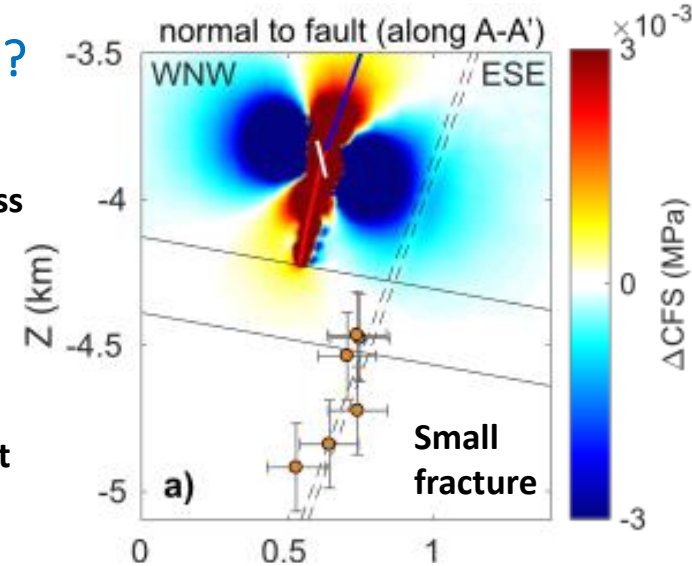 normal to fault (along A-A’)
×10⁻³
?
-3.5
WNW
ESE
3
ss
-4
Z (km)
0
ΔCFS (MPa)
-4.5
t
Small
fracture
-5
a)
-3
0
0.5
1